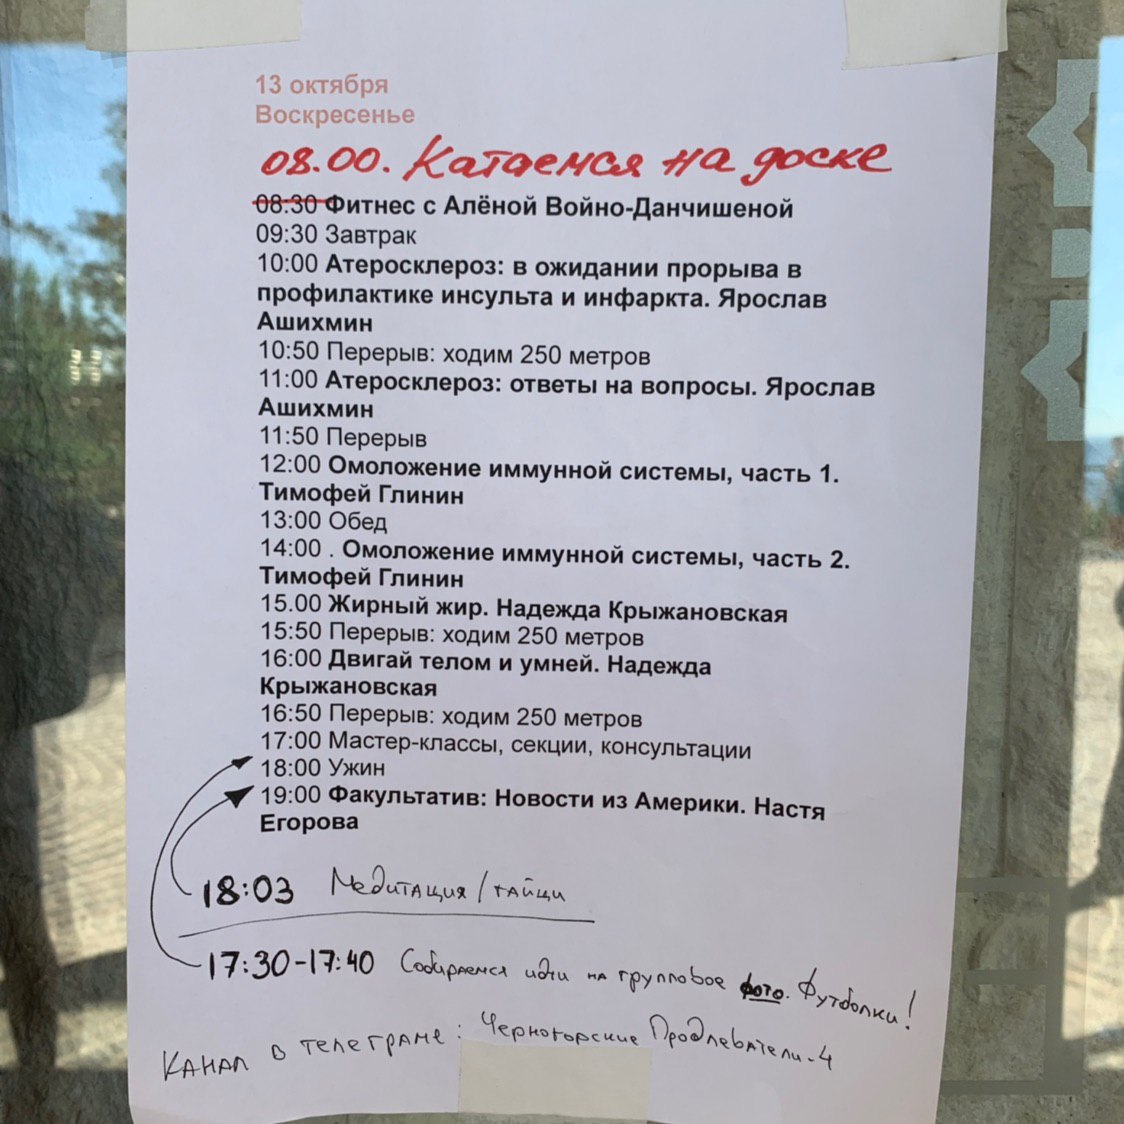 13 октября
Воскресенье
08.00. Катаемся на доске
08:30 Фитнес с Алёной Войно-Данчишеной
09:30 Завтрак
10:00 Атеросклероз: в ожидании прорыва в
профилактике инсульта и инфаркта. Ярослав
Ашихмин
10:50 Перерыв: ходим 250 метров
11:00 Атеросклероз: ответы на вопросы. Ярослав
Ашихмин
11:50 Перерыв
12:00 Омоложение иммунной системы, часть 1.
Тимофей Глинин
13:00 Обед
14:00 . Омоложение иммунной системы, часть 2.
Тимофей Глинин
15.00 Жирный жир. Надежда Крыжановская
15:50 Перерыв: ходим 250 метров
16:00 Двигай телом и умней. Надежда
Крыжановская
16:50 Перерыв: ходим 250 метров
17:00 Мастер-классы, секции, консультации
18:00 Ужин
19:00 Факультатив: Новости из Америки. Настя
Егорова
18:03 Медитация/тайци
17:30-17:40 Собираемся идти на групповое фото. Футболки!
Канал в телеграме: Черногорские Продлеватели-4